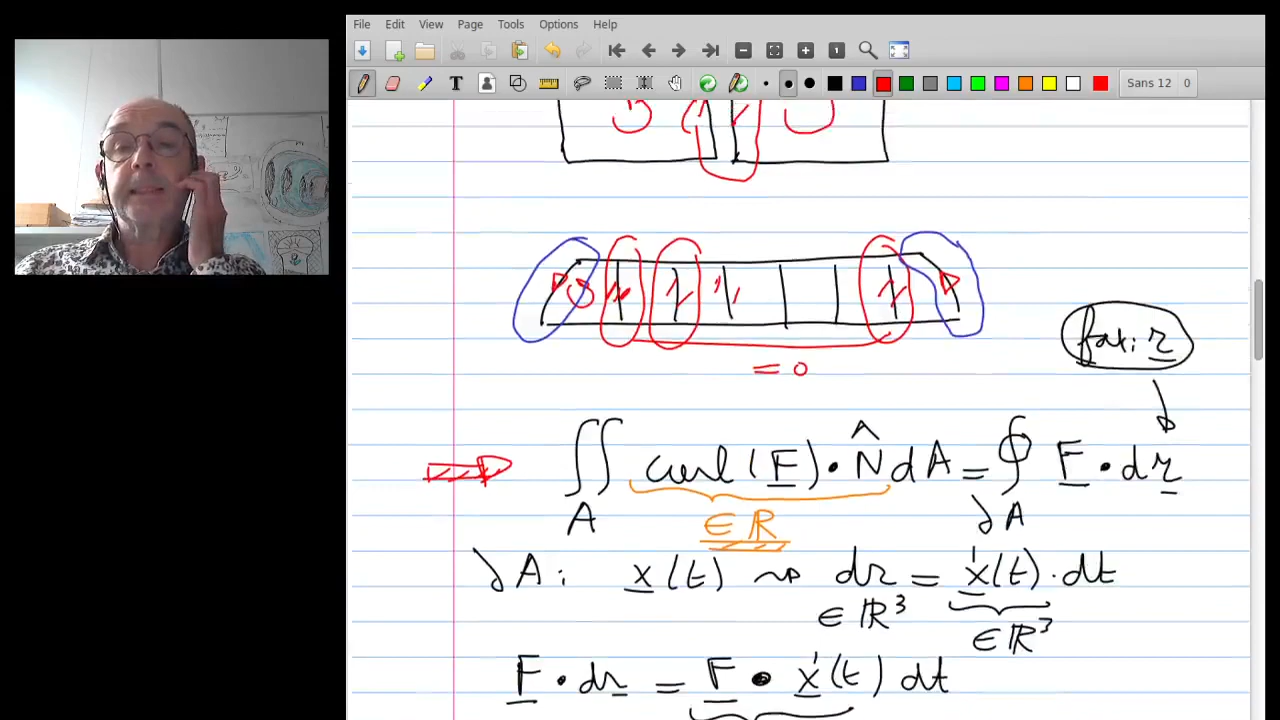 File Edit View Page Tools Options Help
Sans 12 0
= 0
fat: r
∬_A curl(F)•N̂ dA = ∮_∂A F•dr
∈ ℝ
∂A: x(t) ⇝ dr = x'(t)·dt
∈ ℝ³ ∈ ℝ³
F·dr = F•x'(t) dt